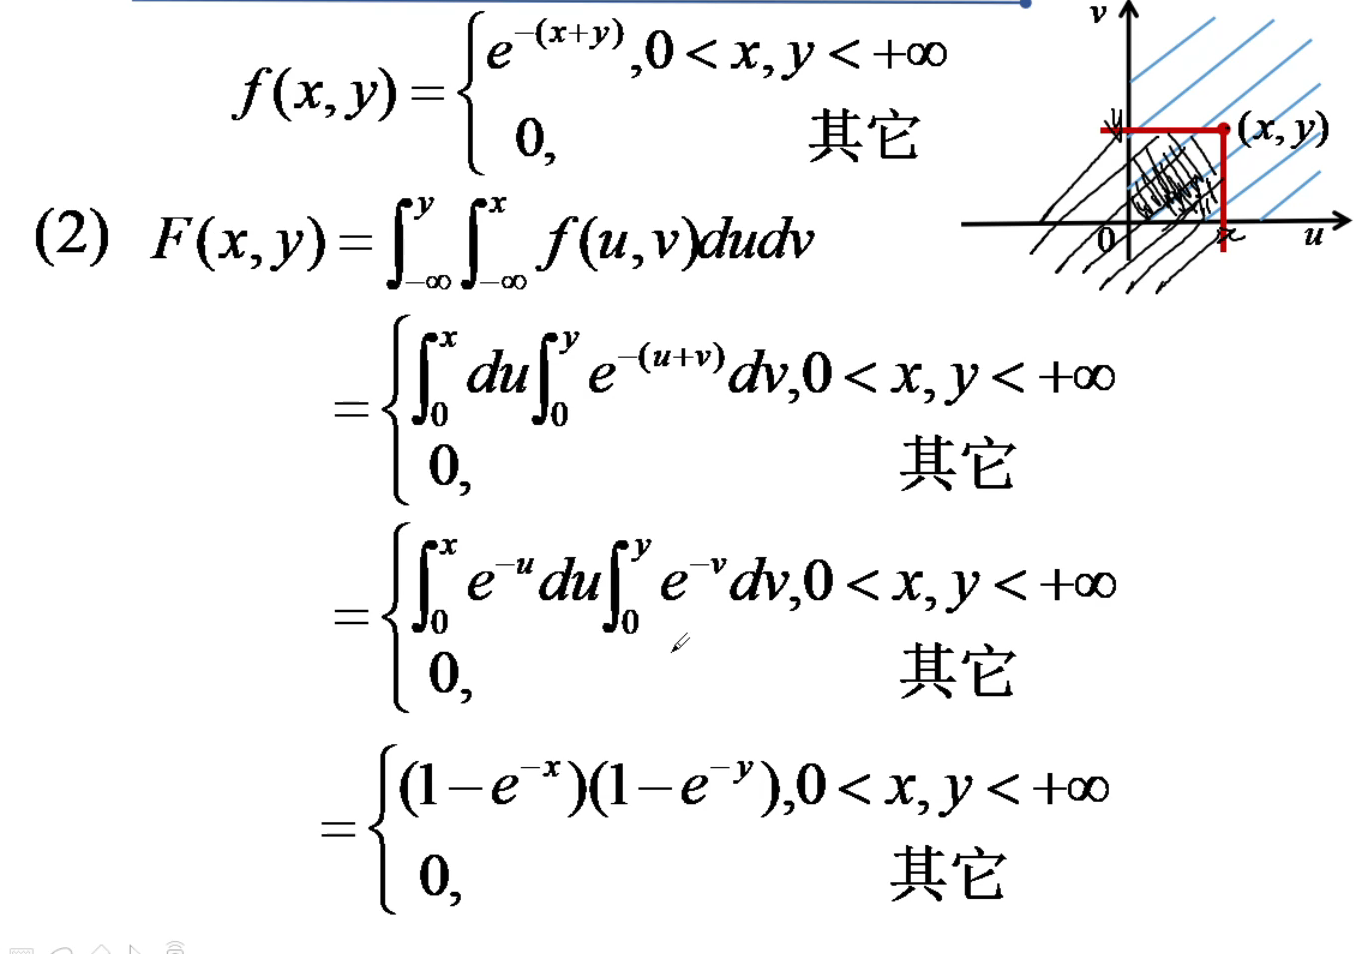 f(x, y) = { e^{-(x+y)}, 0 < x, y < +∞
0, 其它
v
y
(x, y)
0
x
u
(2) F(x, y) = ∫_{-∞}^{y} ∫_{-∞}^{x} f(u, v)dudv
= { ∫_0^x du ∫_0^y e^{-(u+v)} dv, 0 < x, y < +∞
0, 其它
= { ∫_0^x e^{-u} du ∫_0^y e^{-v} dv, 0 < x, y < +∞
0, 其它
= { (1 - e^{-x})(1 - e^{-y}), 0 < x, y < +∞
0, 其它